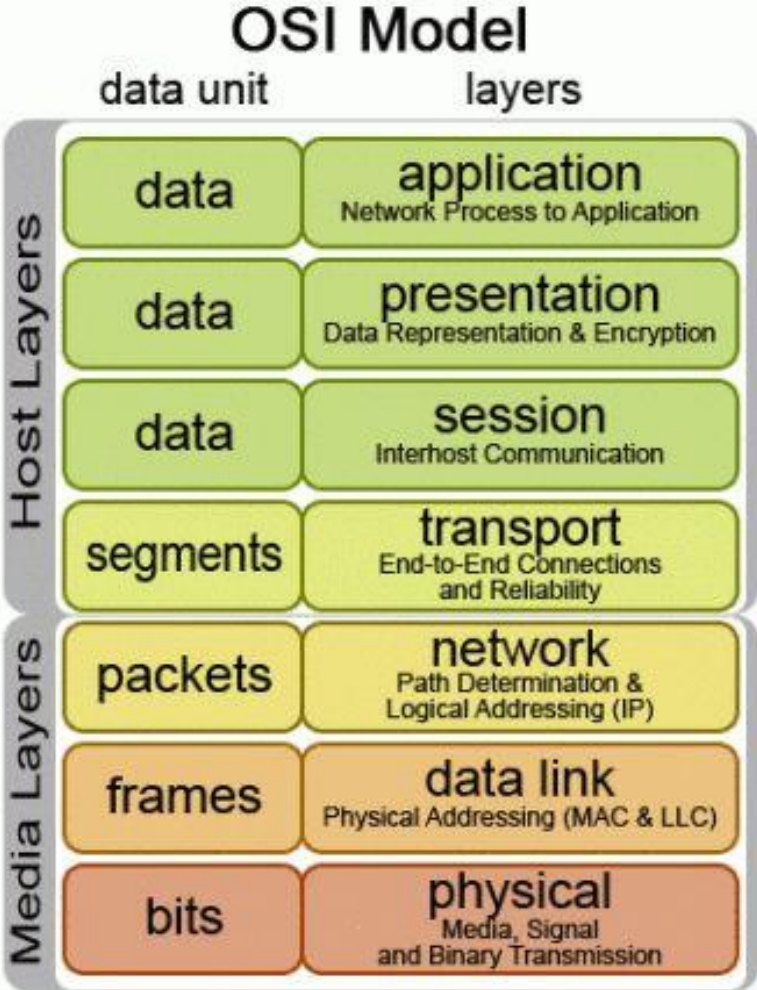 OSI Model
data unit layers
Host Layers
data
application
Network Process to Application
data
presentation
Data Representation & Encryption
data
session
Interhost Communication
segments
transport
End-to-End Connections
and Reliability
Media Layers
packets
network
Path Determination &
Logical Addressing (IP)
frames
data link
Physical Addressing (MAC & LLC)
bits
physical
Media, Signal
and Binary Transmission